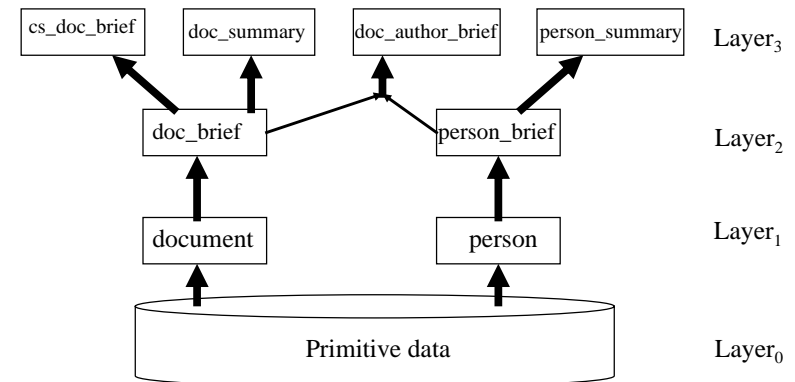 cs_doc_brief doc_summary doc_author_brief person_summary Layer₃
doc_brief person_brief Layer₂
document person Layer₁
Primitive data Layer₀